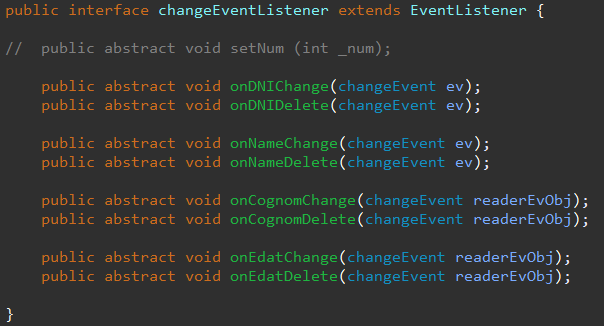 public interface changeEventListener extends EventListener {
//  public abstract void setNum (int _num);
public abstract void onDNIChange(changeEvent ev);
public abstract void onDNIDelete(changeEvent ev);
public abstract void onNameChange(changeEvent ev);
public abstract void onNameDelete(changeEvent ev);
public abstract void onCognomChange(changeEvent readerEvObj);
public abstract void onCognomDelete(changeEvent readerEvObj);
public abstract void onEdatChange(changeEvent readerEvObj);
public abstract void onEdatDelete(changeEvent readerEvObj);
}